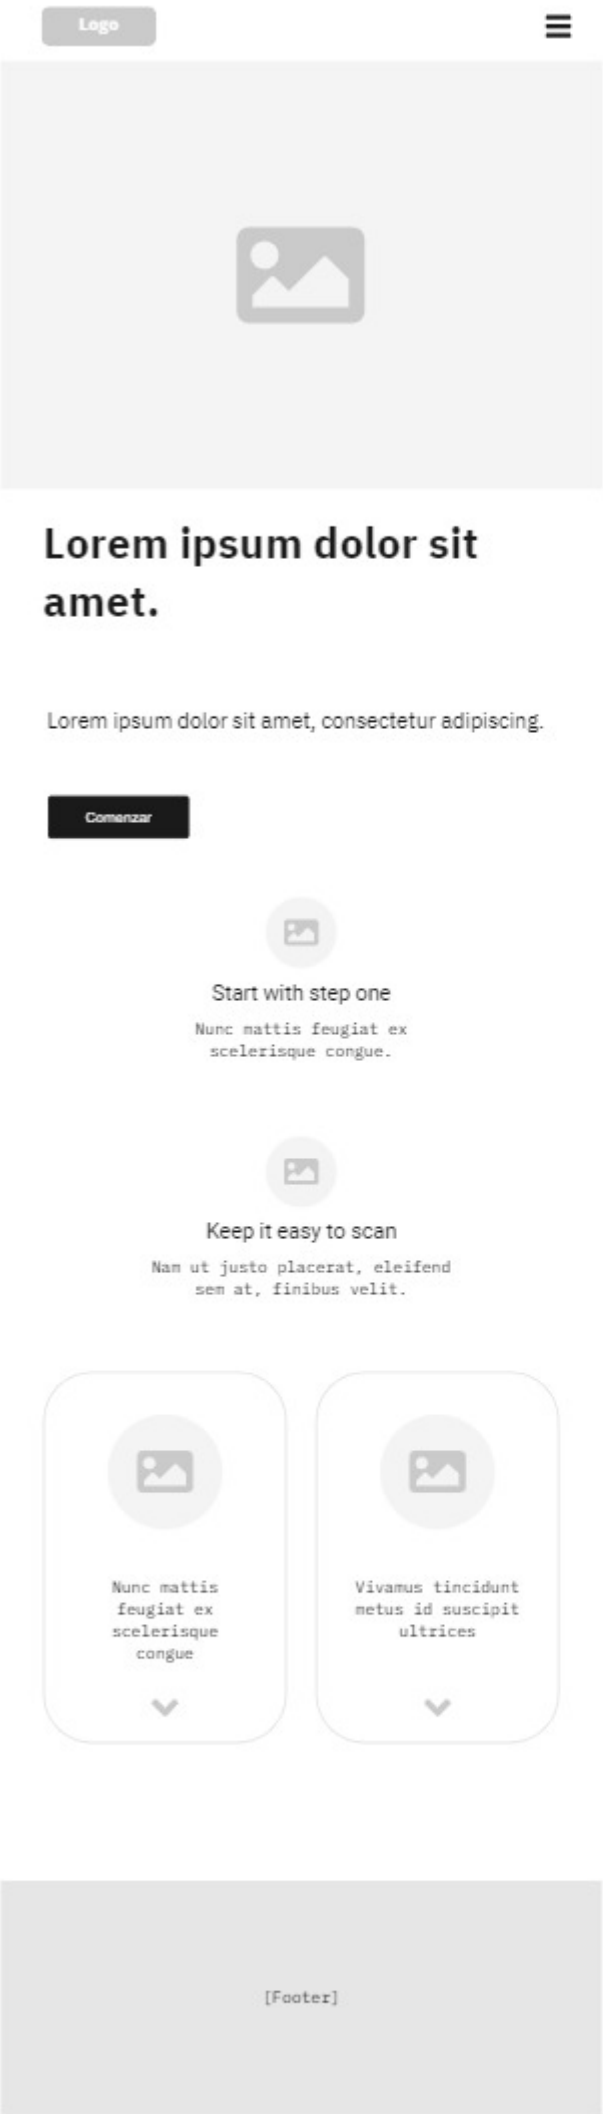 Logo
Lorem ipsum dolor sit
amet.
Lorem ipsum dolor sit amet, consectetur adipiscing.
Comenzar
Start with step one
Nunc mattis feugiat ex
scelerisque congue.
Keep it easy to scan
Nam ut justo placerat, eleifend
sem at, finibus velit.
Nunc mattis
feugiat ex
scelerisque
congue
Vivamus tincidunt
metus id suscipit
ultrices
[Footer]